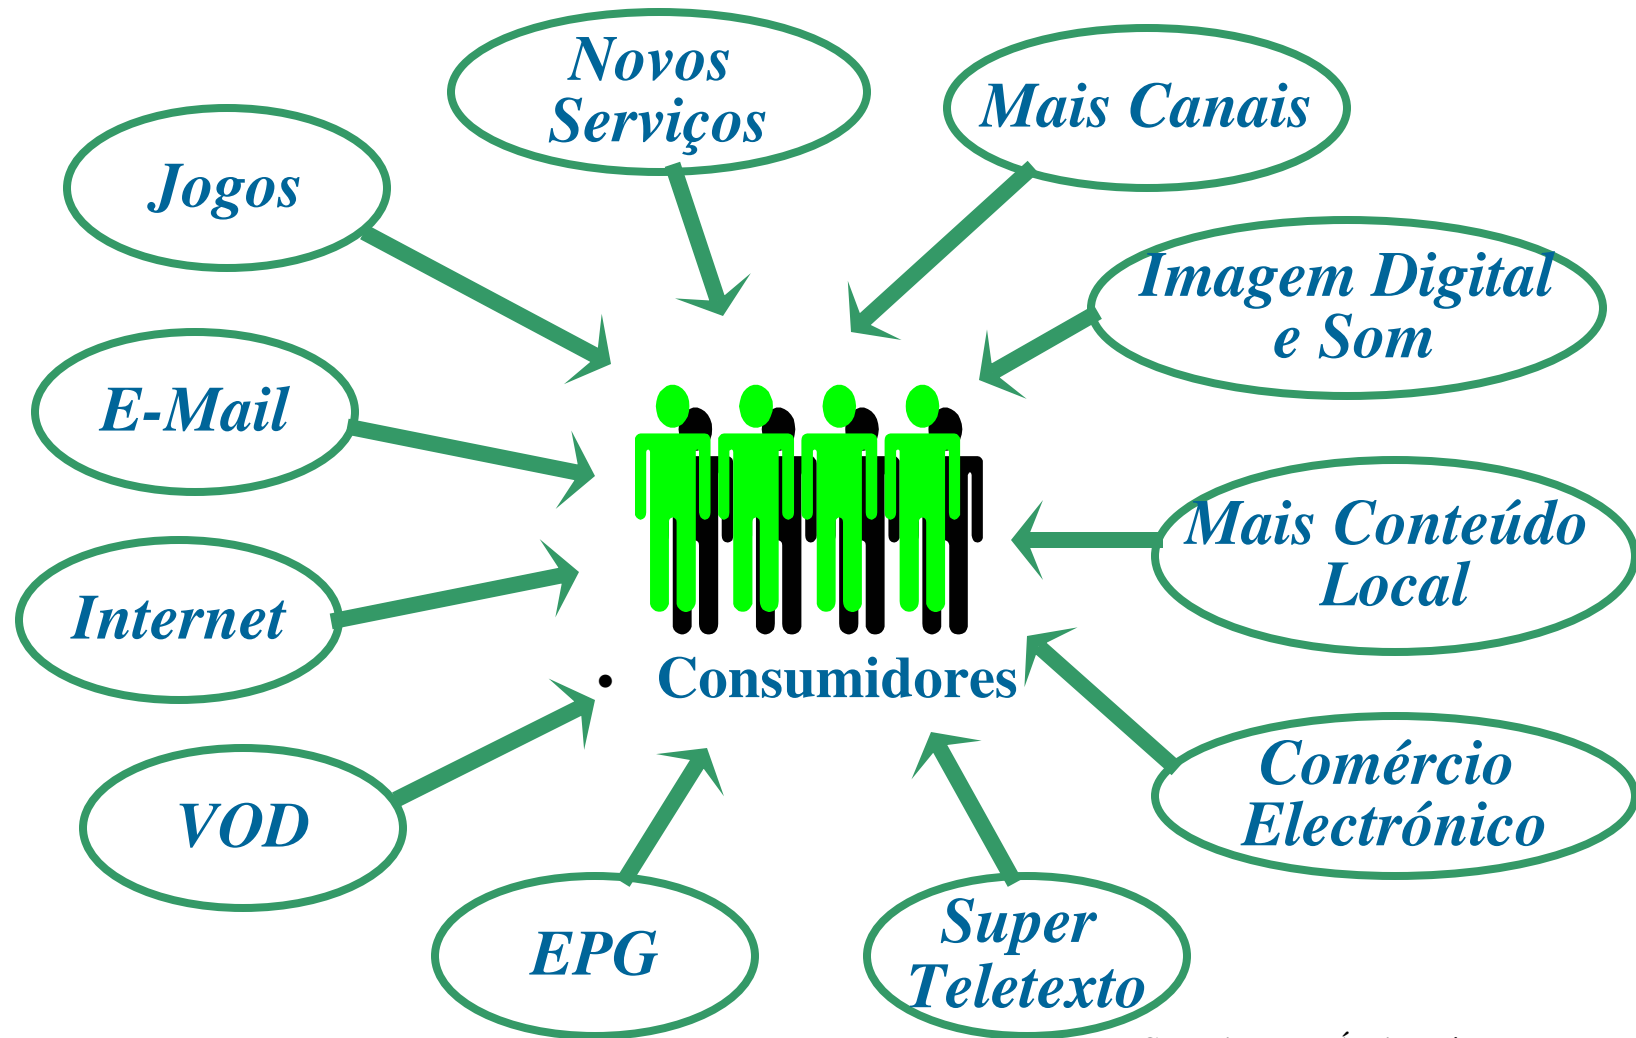 Novos
Serviços
Mais Canais
Jogos
Imagem Digital
e Som
E-Mail
Mais Conteúdo
Local
Internet
• Consumidores
Comércio
Electrónico
VOD
EPG
Super
Teletexto